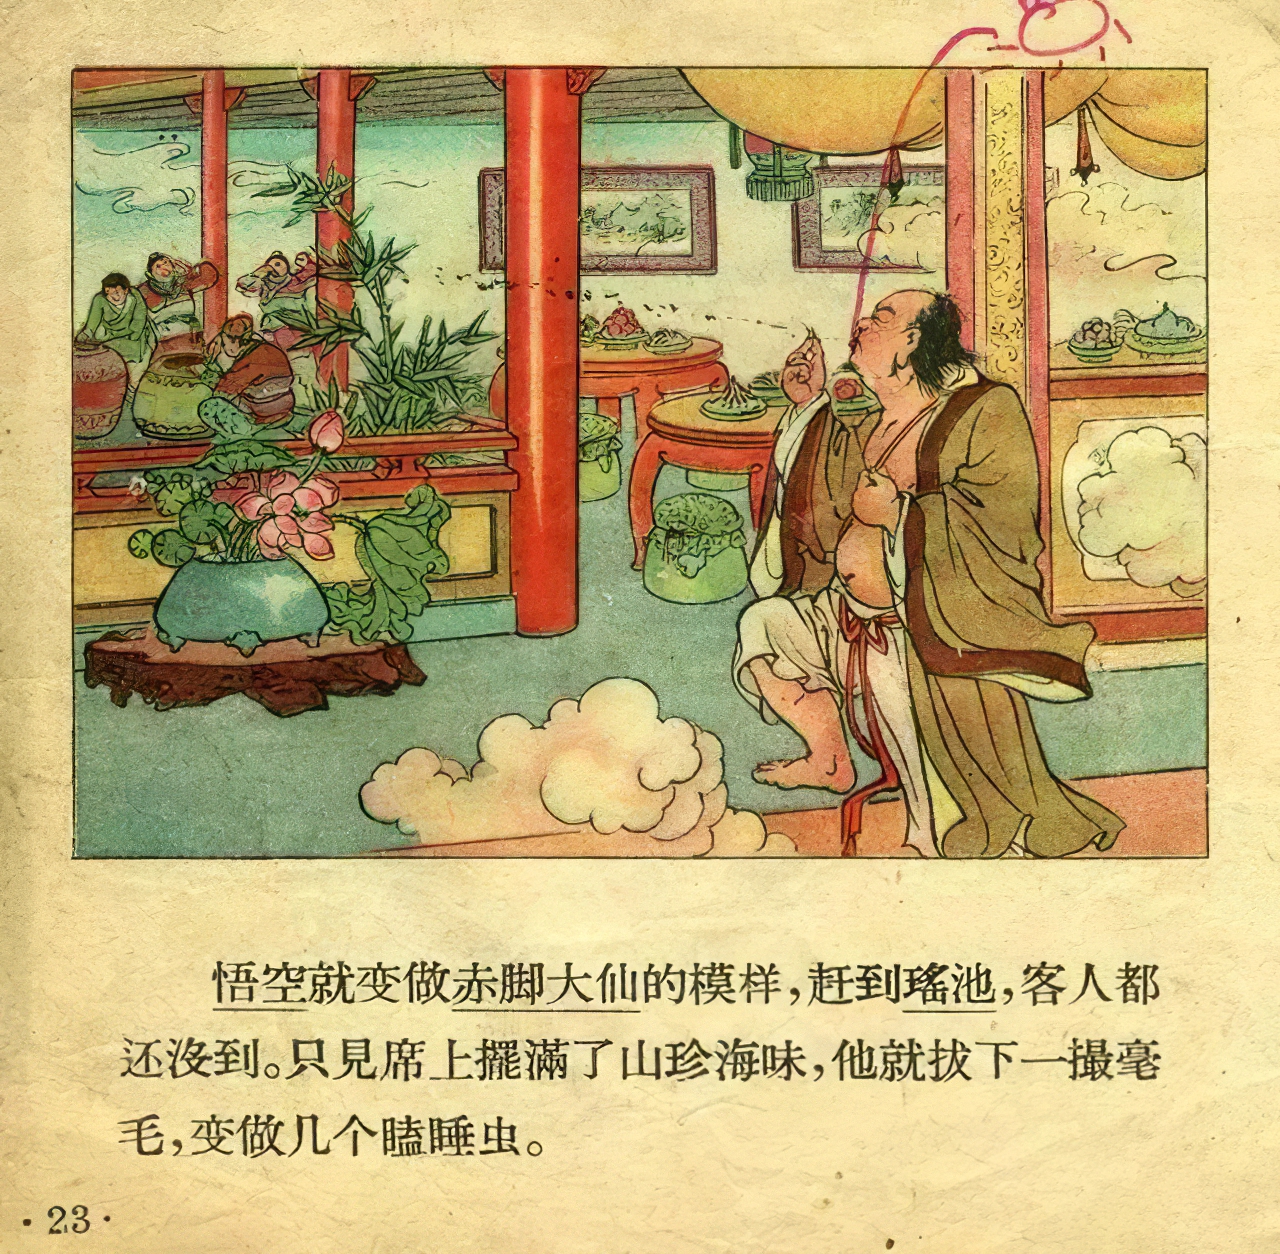 悟空就变做赤脚大仙的模样，赶到瑤池，客人都
还沒到。只見席上擺滿了山珍海味，他就拔下一撮毫
毛，变做几个瞌睡虫。
·23·